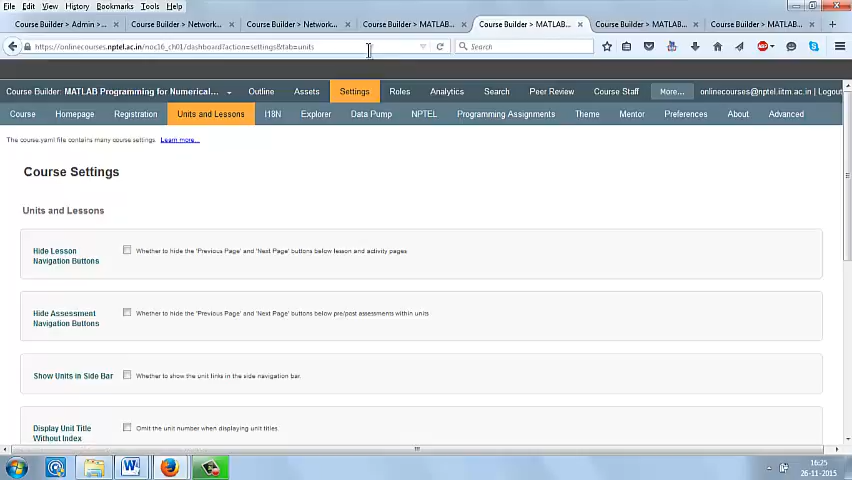 File Edit View History Bookmarks Tools Help
Course Builder > Admin >... × Course Builder > Network... × Course Builder > Network... × Course Builder > MATLAB... × Course Builder > MATLAB... × Course Builder > MATLAB... × Course Builder > MATLAB... × +
https://onlinecourses.nptel.ac.in/noc16_ch01/dashboard?action=settings&tab=units Search
Course Builder: MATLAB Programming for Numerical... Outline Assets Settings Roles Analytics Search Peer Review Course Staff More... onlinecourses@nptel.iitm.ac.in | Logout
Course Homepage Registration Units and Lessons I18N Explorer Data Pump NPTEL Programming Assignments Theme Mentor Preferences About Advanced
The course.yaml file contains many course settings. Learn more...
Course Settings
Units and Lessons
Hide Lesson Navigation Buttons Whether to hide the 'Previous Page' and 'Next Page' buttons below lesson and activity pages
Hide Assessment Navigation Buttons Whether to hide the 'Previous Page' and 'Next Page' buttons below pre/post assessments within units
Show Units in Side Bar Whether to show the unit links in the side navigation bar.
Display Unit Title Without Index Omit the unit number when displaying unit titles.
16:25
26-11-2015